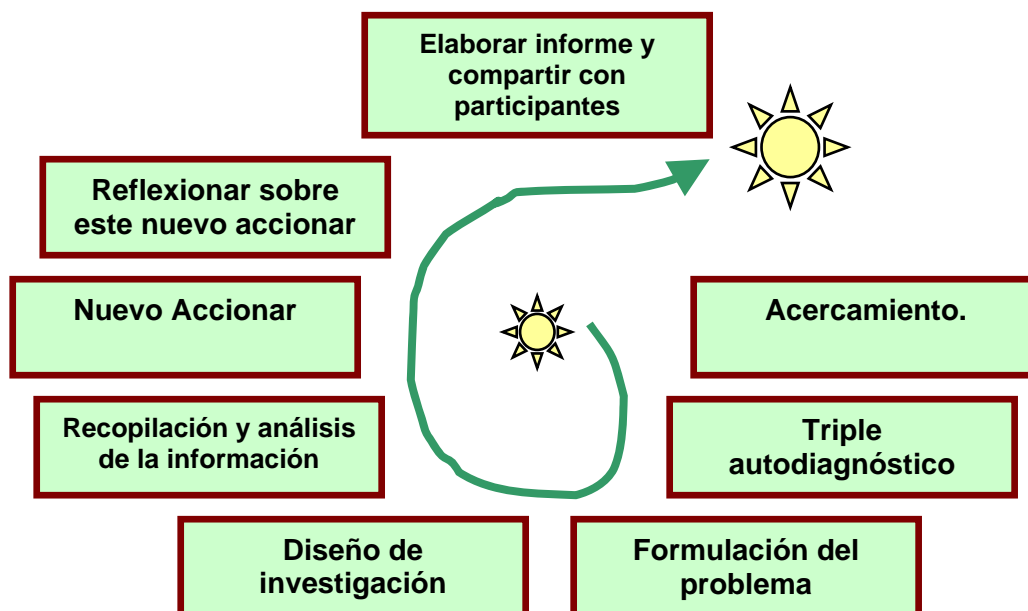 Elaborar informe y
compartir con
participantes
Reflexionar sobre
este nuevo accionar
Nuevo Accionar
Acercamiento.
Recopilación y análisis
de la información
Triple
autodiagnóstico
Diseño de
investigación
Formulación del
problema